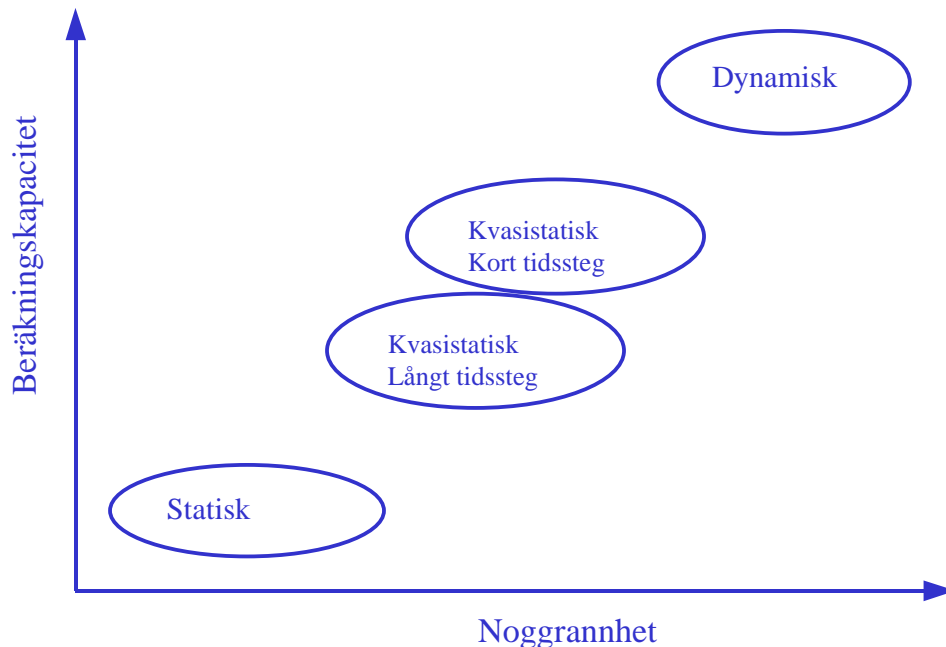 Beräkningskapacitet
Dynamisk
Kvasistatisk
Kort tidssteg
Kvasistatisk
Långt tidssteg
Statisk
Noggrannhet